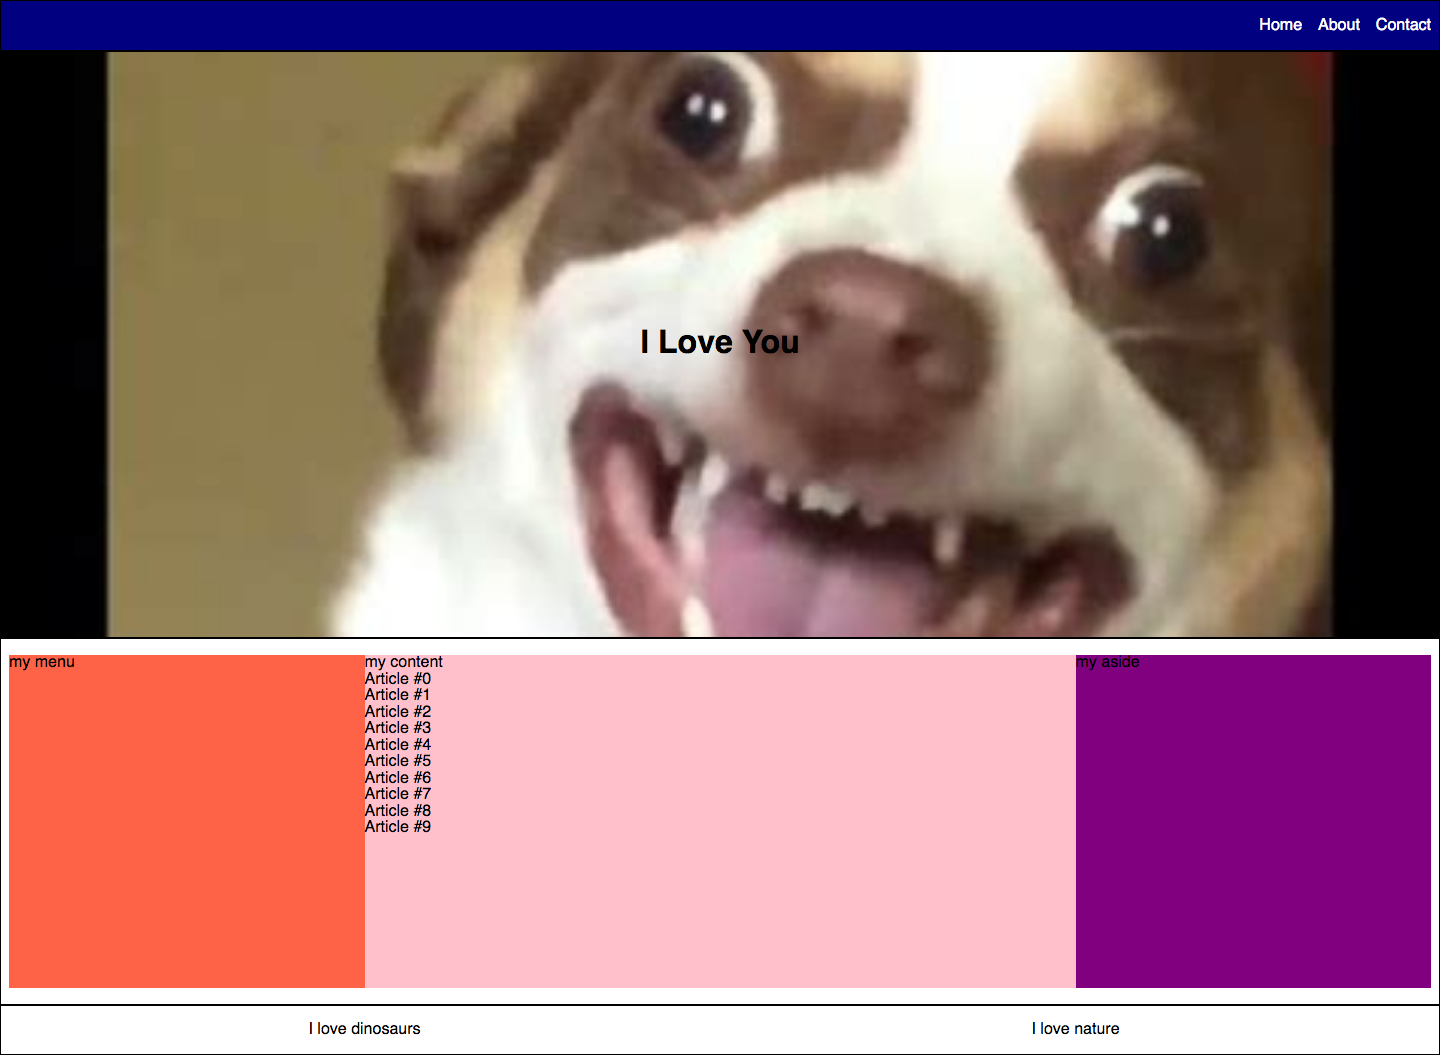 Home About Contact
I Love You
my menu
my content
Article #0
Article #1
Article #2
Article #3
Article #4
Article #5
Article #6
Article #7
Article #8
Article #9
my aside
I love dinosaurs
I love nature